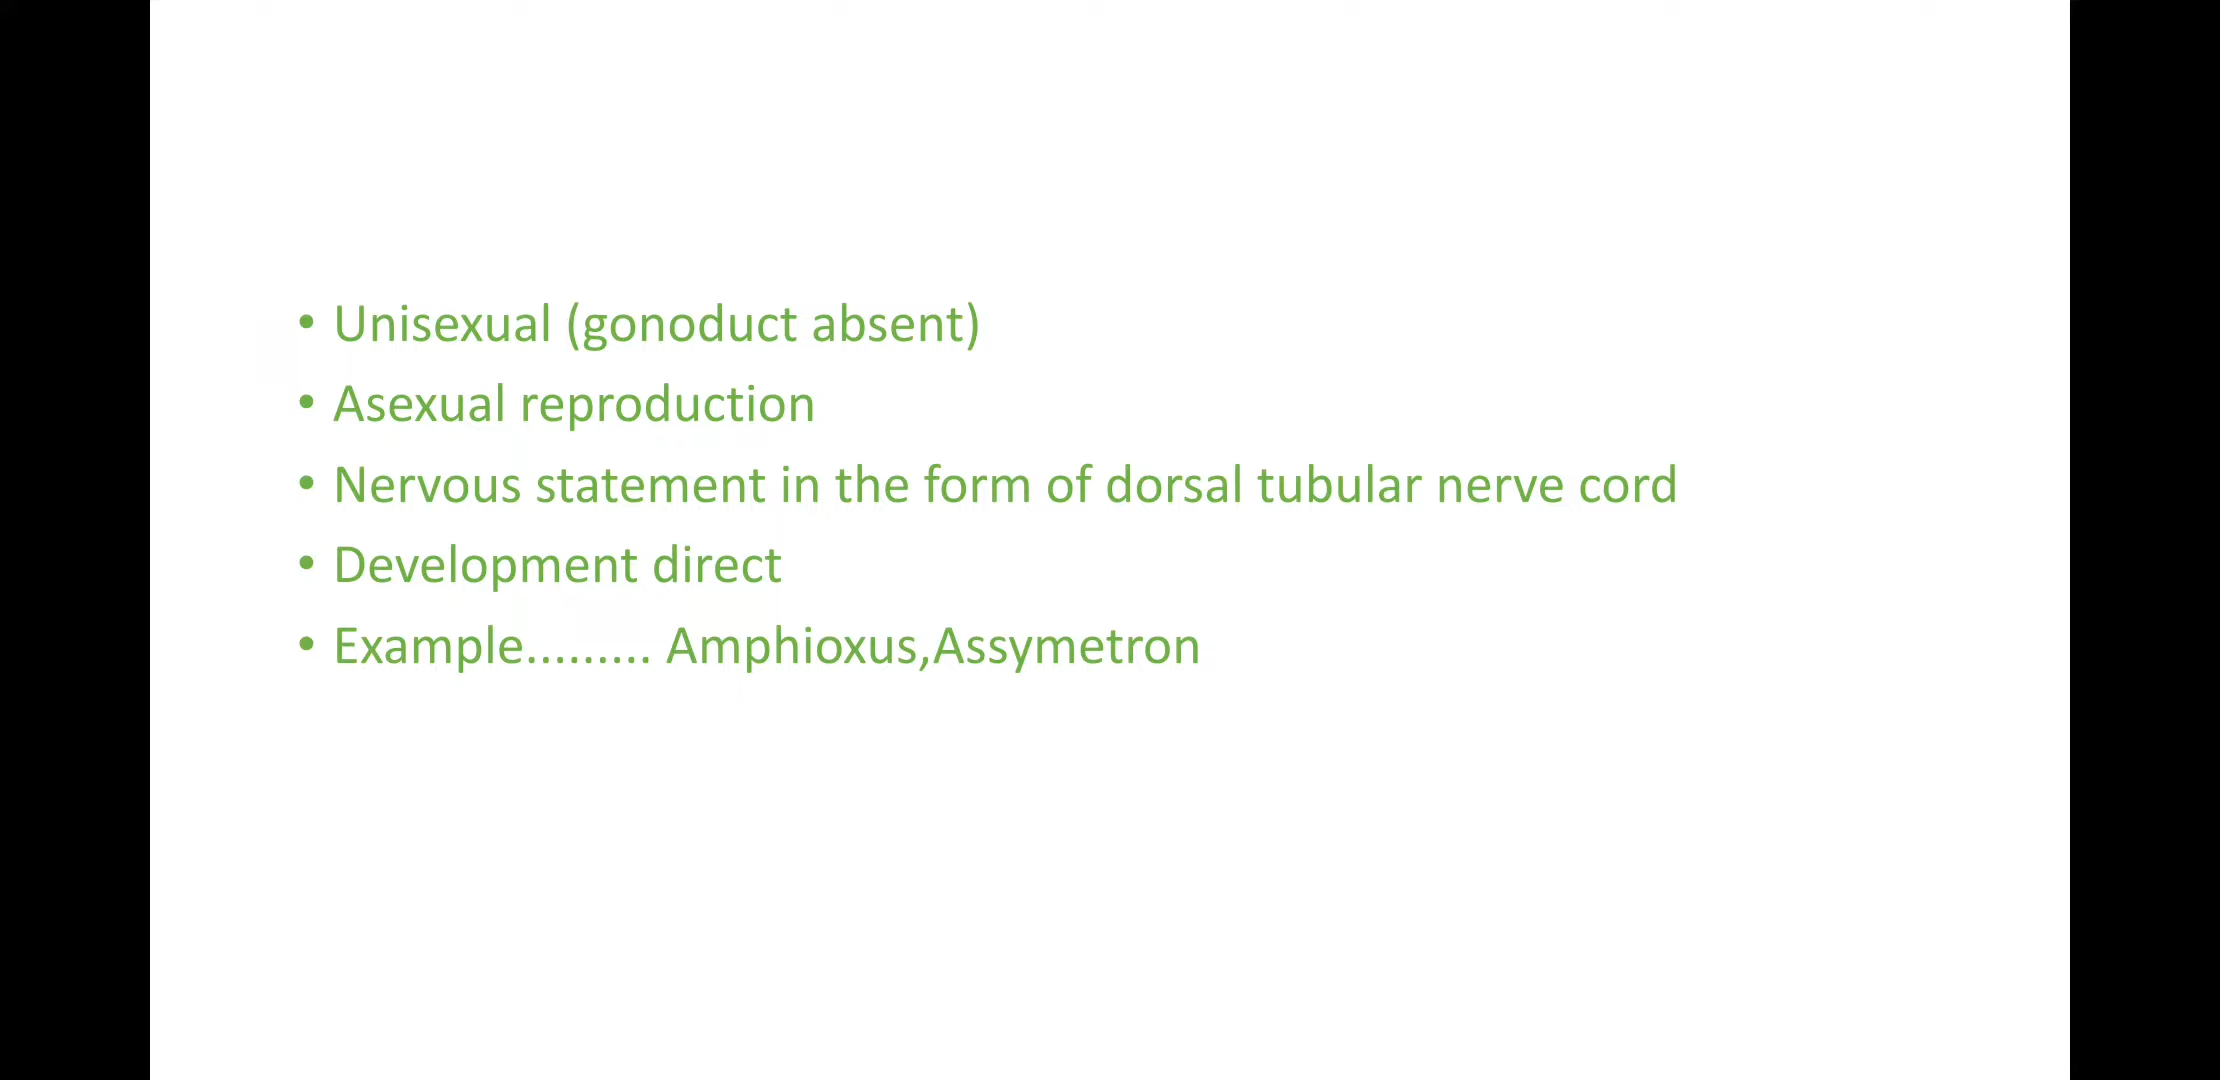 • Unisexual (gonoduct absent)
• Asexual reproduction
• Nervous statement in the form of dorsal tubular nerve cord
• Development direct
• Example......... Amphioxus,Assymetron